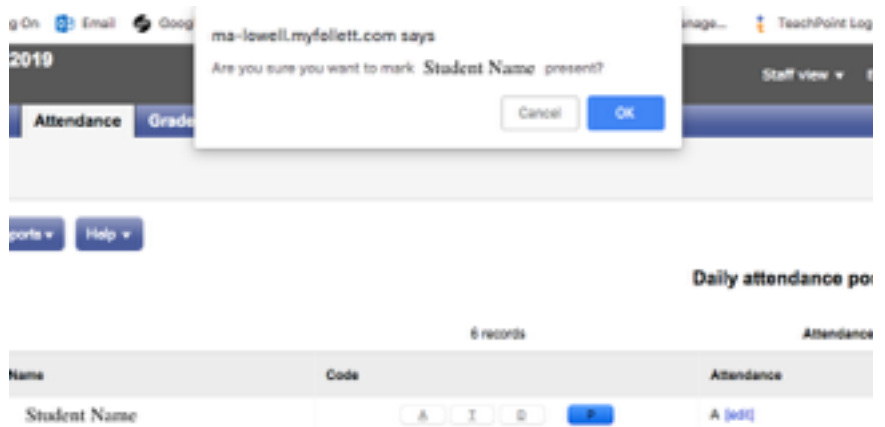 g On Email Goog nage... TeachPoint Log
ma-lowell.myfollett.com says
Are you sure you want to mark Student Name present?
Cancel OK
2019 Staff view
Attendance Grade
ports Help
Daily attendance po
6 records Attendance
Name Code Attendance
Student Name A T D P A [edit]